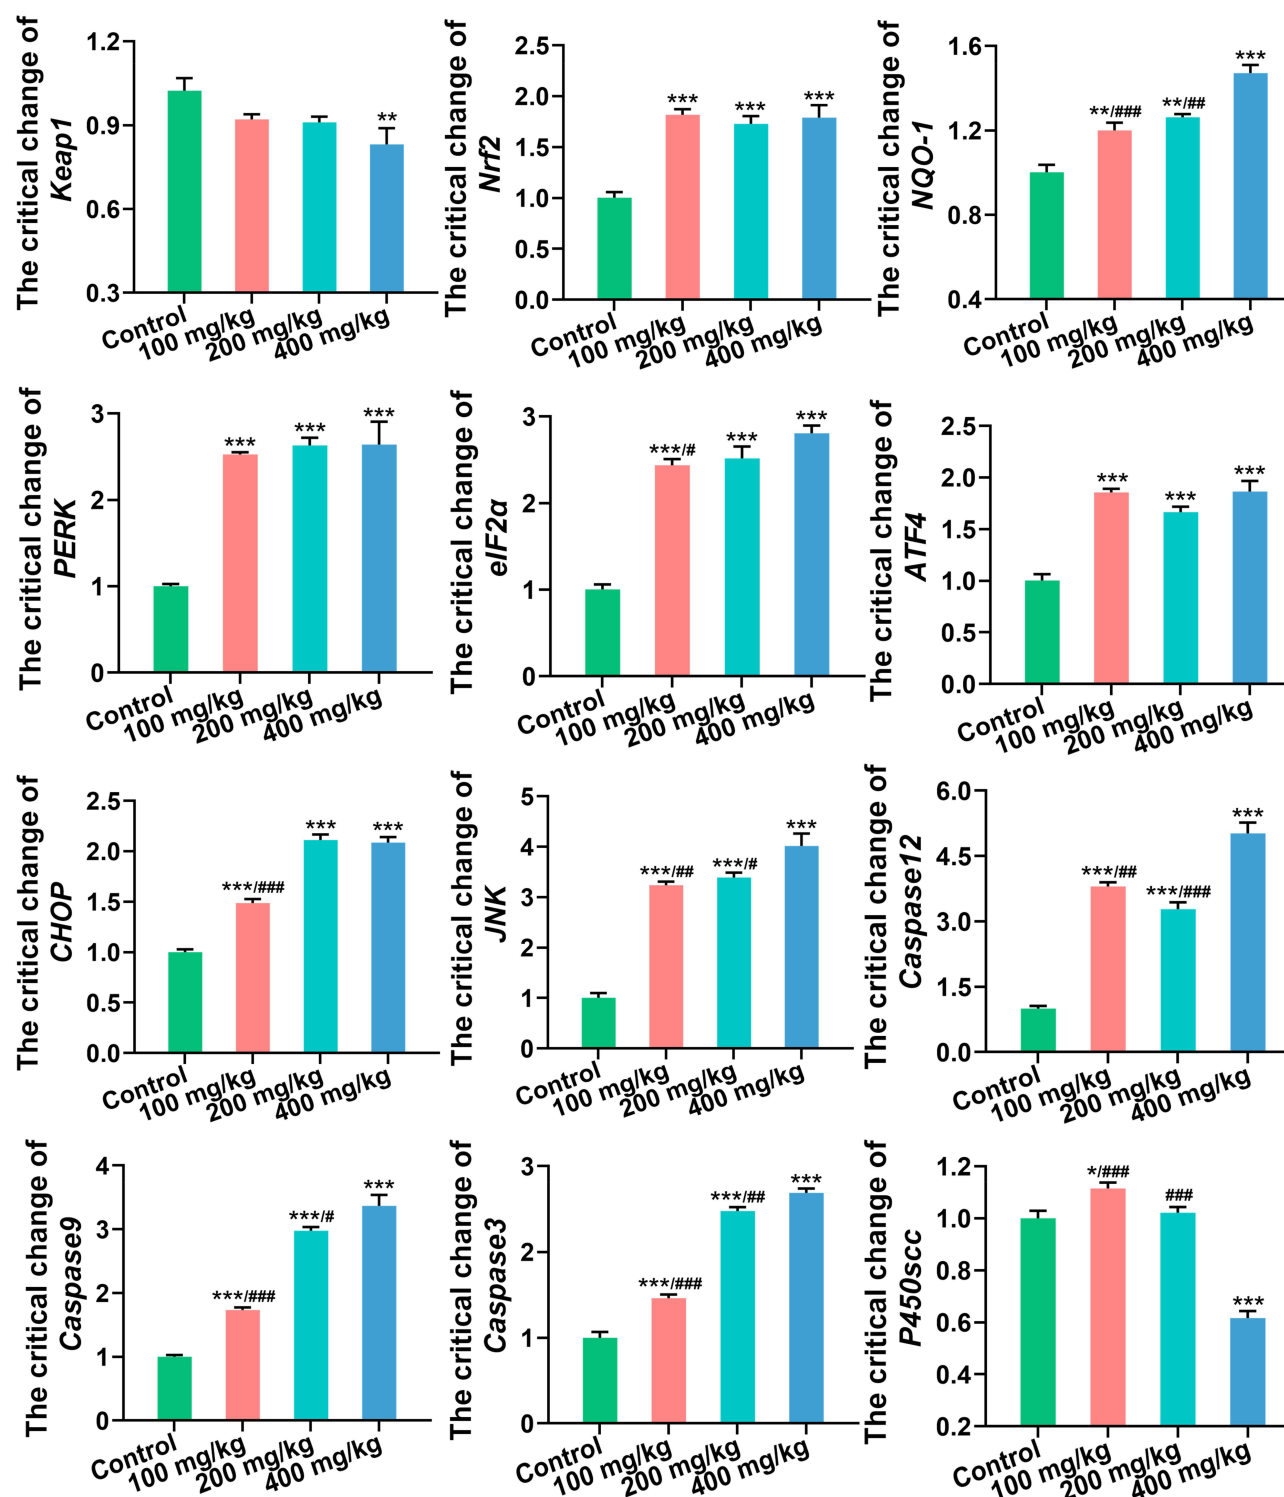 The critical change of
Keap1
1.2
0.9
0.6
0.3
**
Control
100 mg/kg
200 mg/kg
400 mg/kg
The critical change of
Nrf2
2.5
2.0
1.5
1.0
0.5
0.0
***
***
***
Control
100 mg/kg
200 mg/kg
400 mg/kg
The critical change of
NQO-1
1.6
1.2
0.8
0.4
**/###
**/##
***
Control
100 mg/kg
200 mg/kg
400 mg/kg
The critical change of
PERK
3
2
1
0
***
***
***
Control
100 mg/kg
200 mg/kg
400 mg/kg
The critical change of
eIF2α
3
2
1
0
***/#
***
***
Control
100 mg/kg
200 mg/kg
400 mg/kg
The critical change of
ATF4
2.5
2.0
1.5
1.0
0.5
0.0
***
***
***
Control
100 mg/kg
200 mg/kg
400 mg/kg
The critical change of
CHOP
2.5
2.0
1.5
1.0
0.5
0.0
***/###
***
***
Control
100 mg/kg
200 mg/kg
400 mg/kg
The critical change of
JNK
5
4
3
2
1
0
***/##
***/#
***
Control
100 mg/kg
200 mg/kg
400 mg/kg
The critical change of
Caspase12
6.0
4.5
3.0
1.5
0.0
***/##
***/###
***
Control
100 mg/kg
200 mg/kg
400 mg/kg
The critical change of
Caspase9
4
3
2
1
0
***/###
***/#
***
Control
100 mg/kg
200 mg/kg
400 mg/kg
The critical change of
Caspase3
3
2
1
0
***/###
***/##
***
Control
100 mg/kg
200 mg/kg
400 mg/kg
The critical change of
P450scc
1.2
1.0
0.8
0.6
0.4
0.2
*/###
###
***
Control
100 mg/kg
200 mg/kg
400 mg/kg